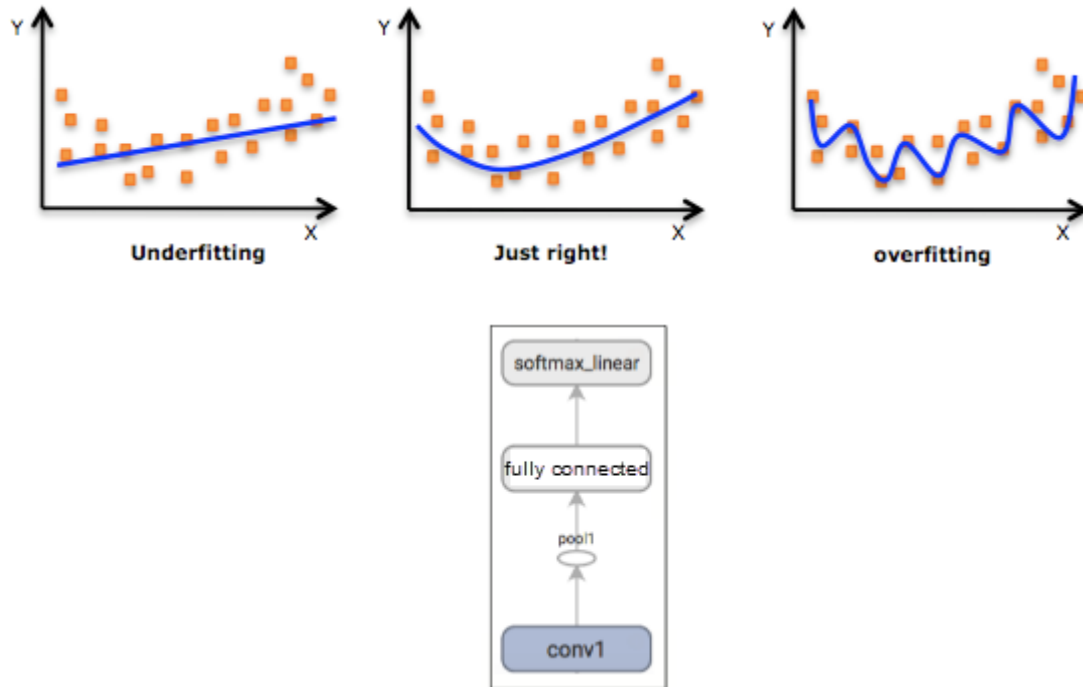 Y
X
Underfitting
Y
X
Just right!
Y
X
overfitting
softmax_linear
fully connected
pool1
conv1